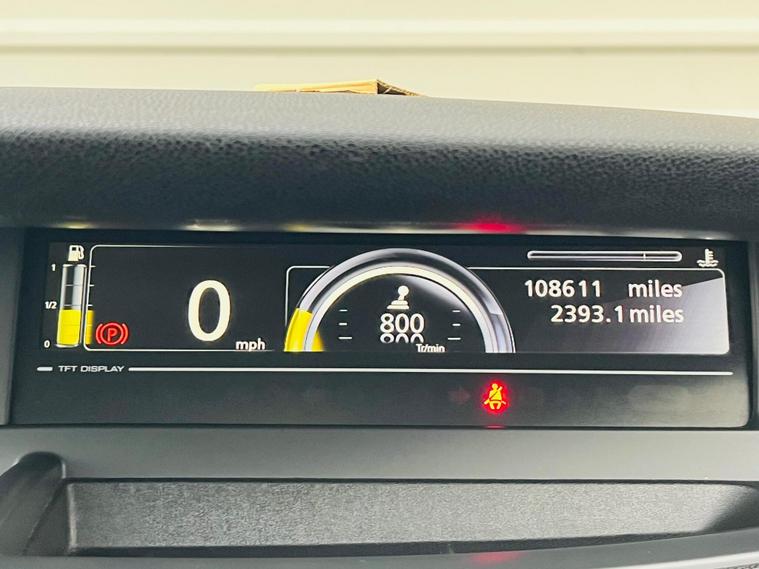 1
1/2
0
(P)
0 mph
800
Tr/min
108611 miles
2393.1 miles
TFT DISPLAY